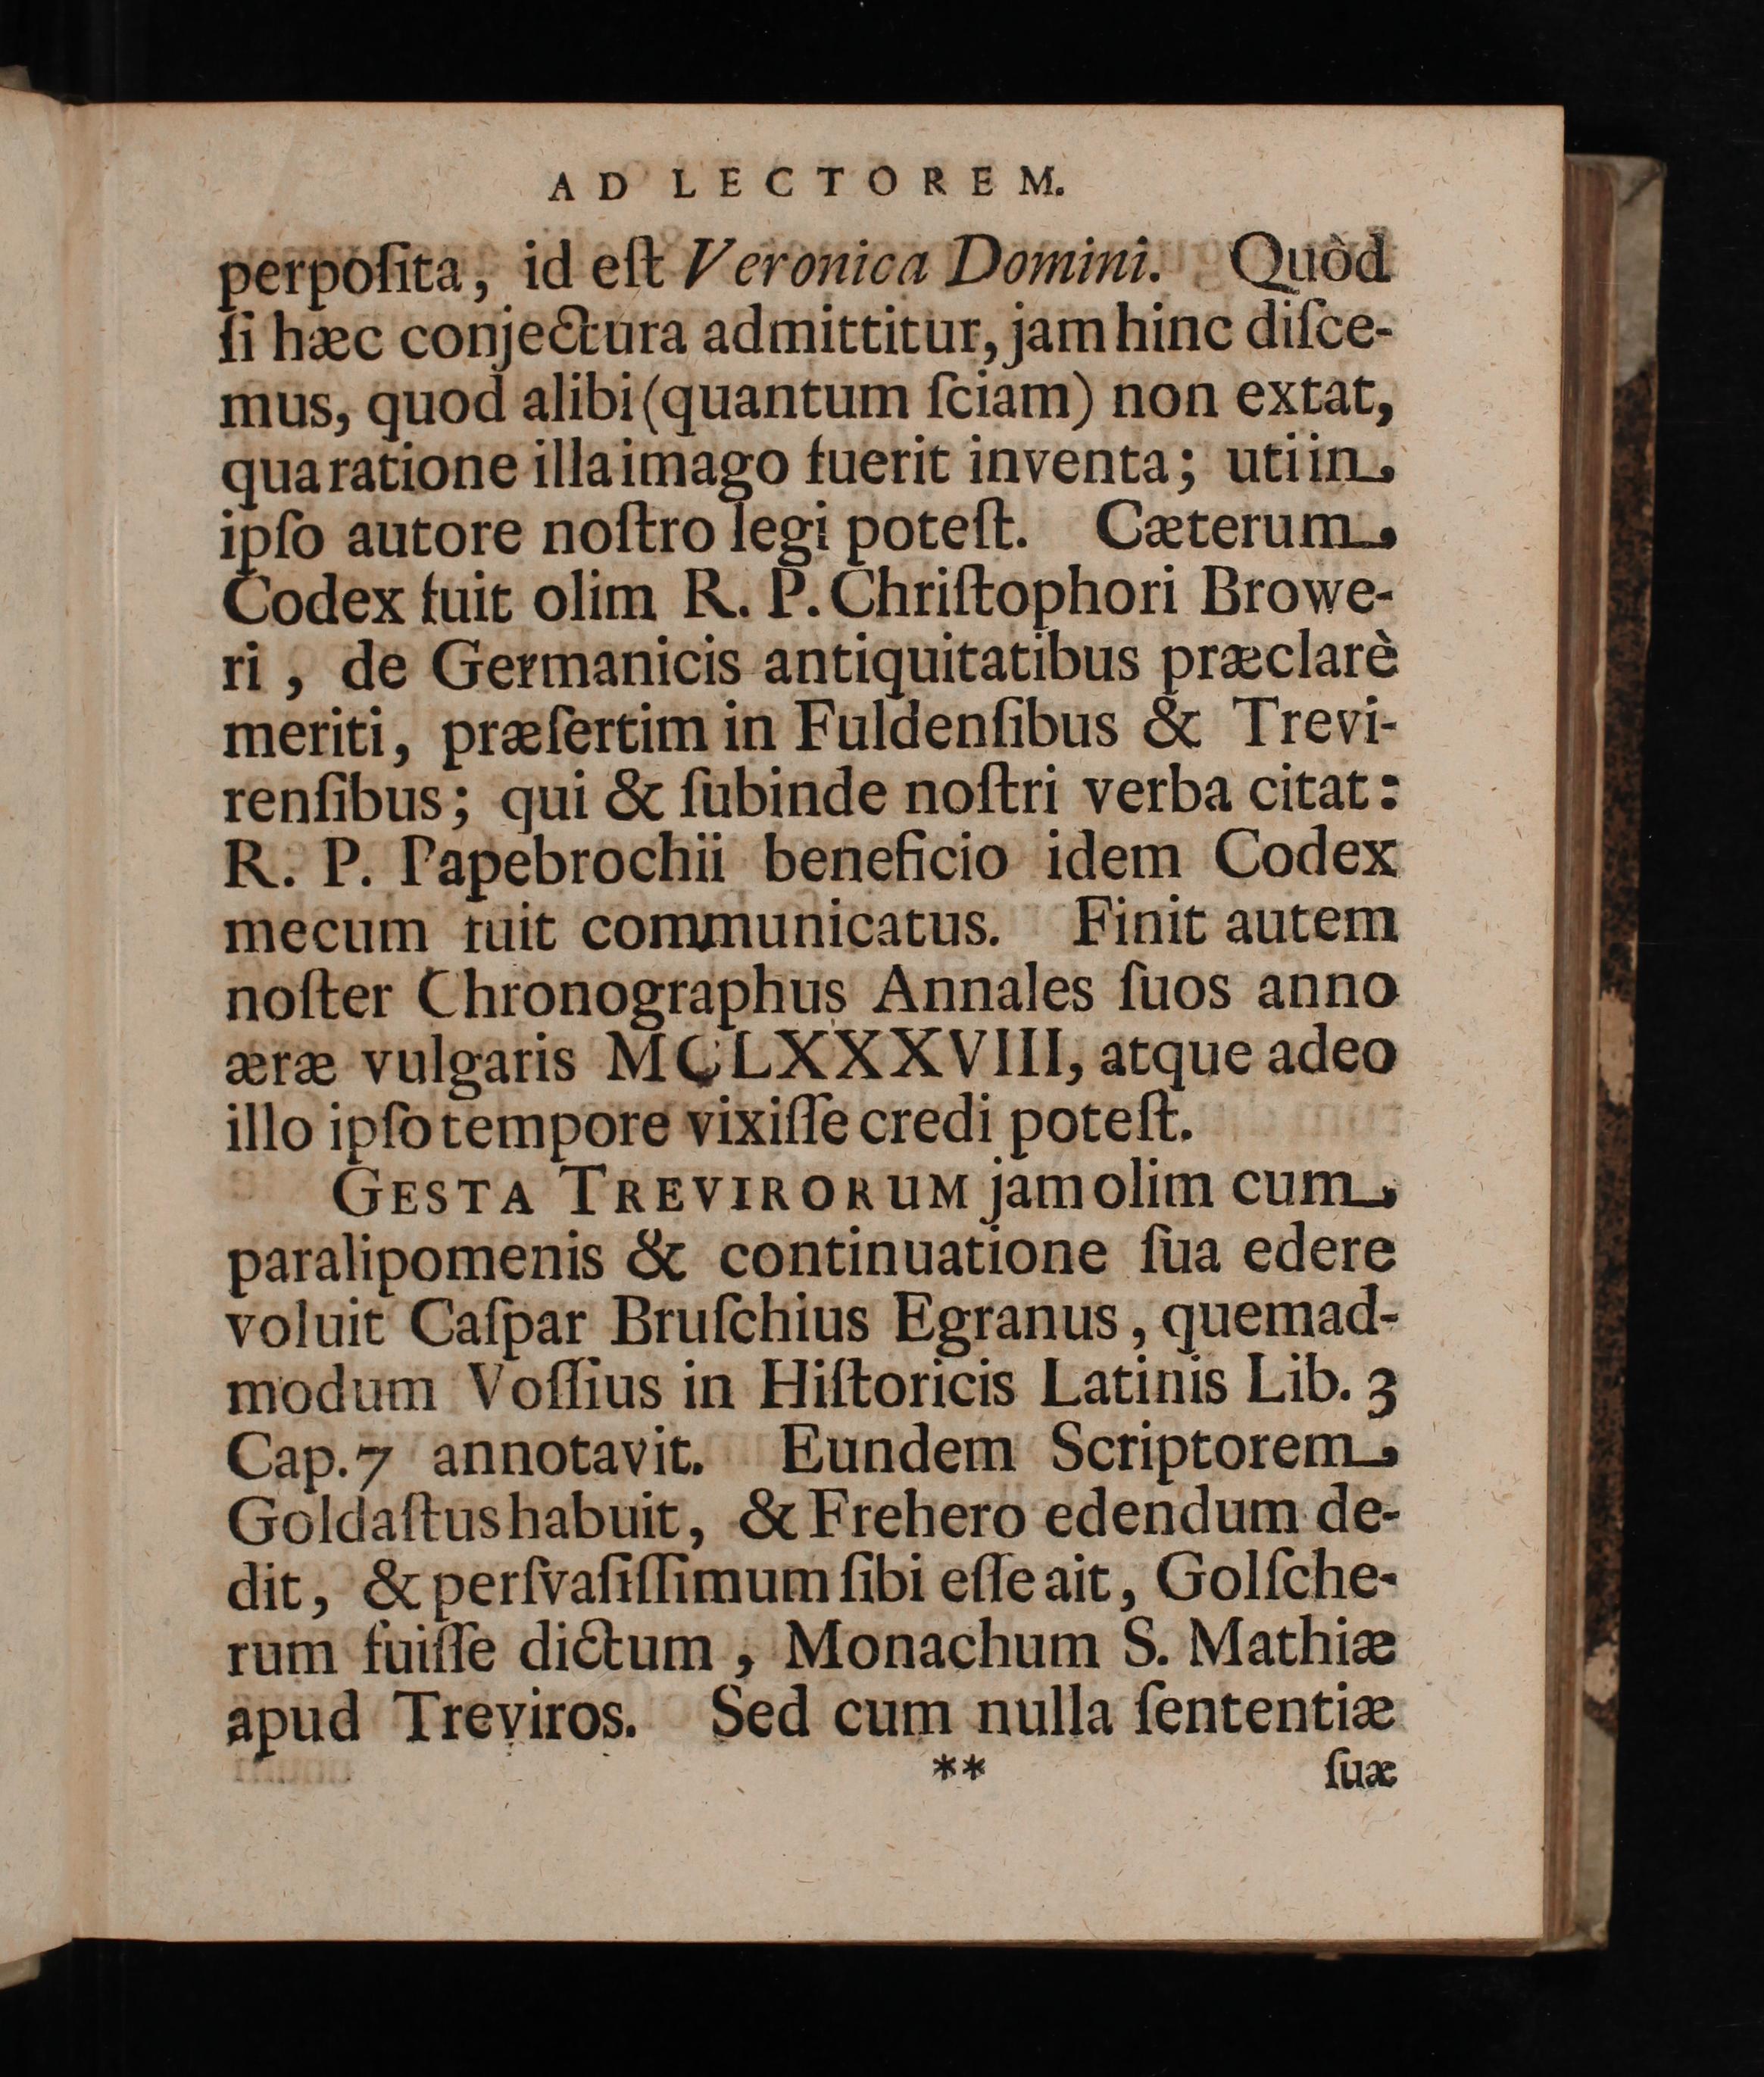 AD LECTOREM.
perpoſita, id eſt Veronica Domini. Quòd
ſi hæc conjectura admittitur, jam hinc diſce-
mus, quod alibi (quantum ſciam) non extat,
qua ratione illa imago fuerit inventa; uti in
ipſo autore noſtro legi poteſt. Cæterum
Codex fuit olim R. P. Chriſtophori Browe-
ri, de Germanicis antiquitatibus præclarè
meriti, præſertim in Fuldenſibus & Trevi-
renſibus; qui & ſubinde noſtri verba citat:
R. P. Papebrochii beneficio idem Codex
mecum fuit communicatus. Finit autem
noſter Chronographus Annales ſuos anno
æræ vulgaris MCLXXXVIII, atque adeo
illo ipſo tempore vixiſſe credi poteſt.
GESTA TREVIRORUM jam olim cum
paralipomenis & continuatione ſua edere
voluit Caſpar Bruſchius Egranus, quemad-
modum Voſſius in Hiſtoricis Latinis Lib. 3
Cap. 7 annotavit. Eundem Scriptorem
Goldaſtus habuit, & Frehero edendum de-
dit, & perſvaſiſſimum ſibi eſſe ait, Golſche-
rum fuiſſe dictum, Monachum S. Mathiæ
apud Treviros. Sed cum nulla ſententiæ
** ſuæ